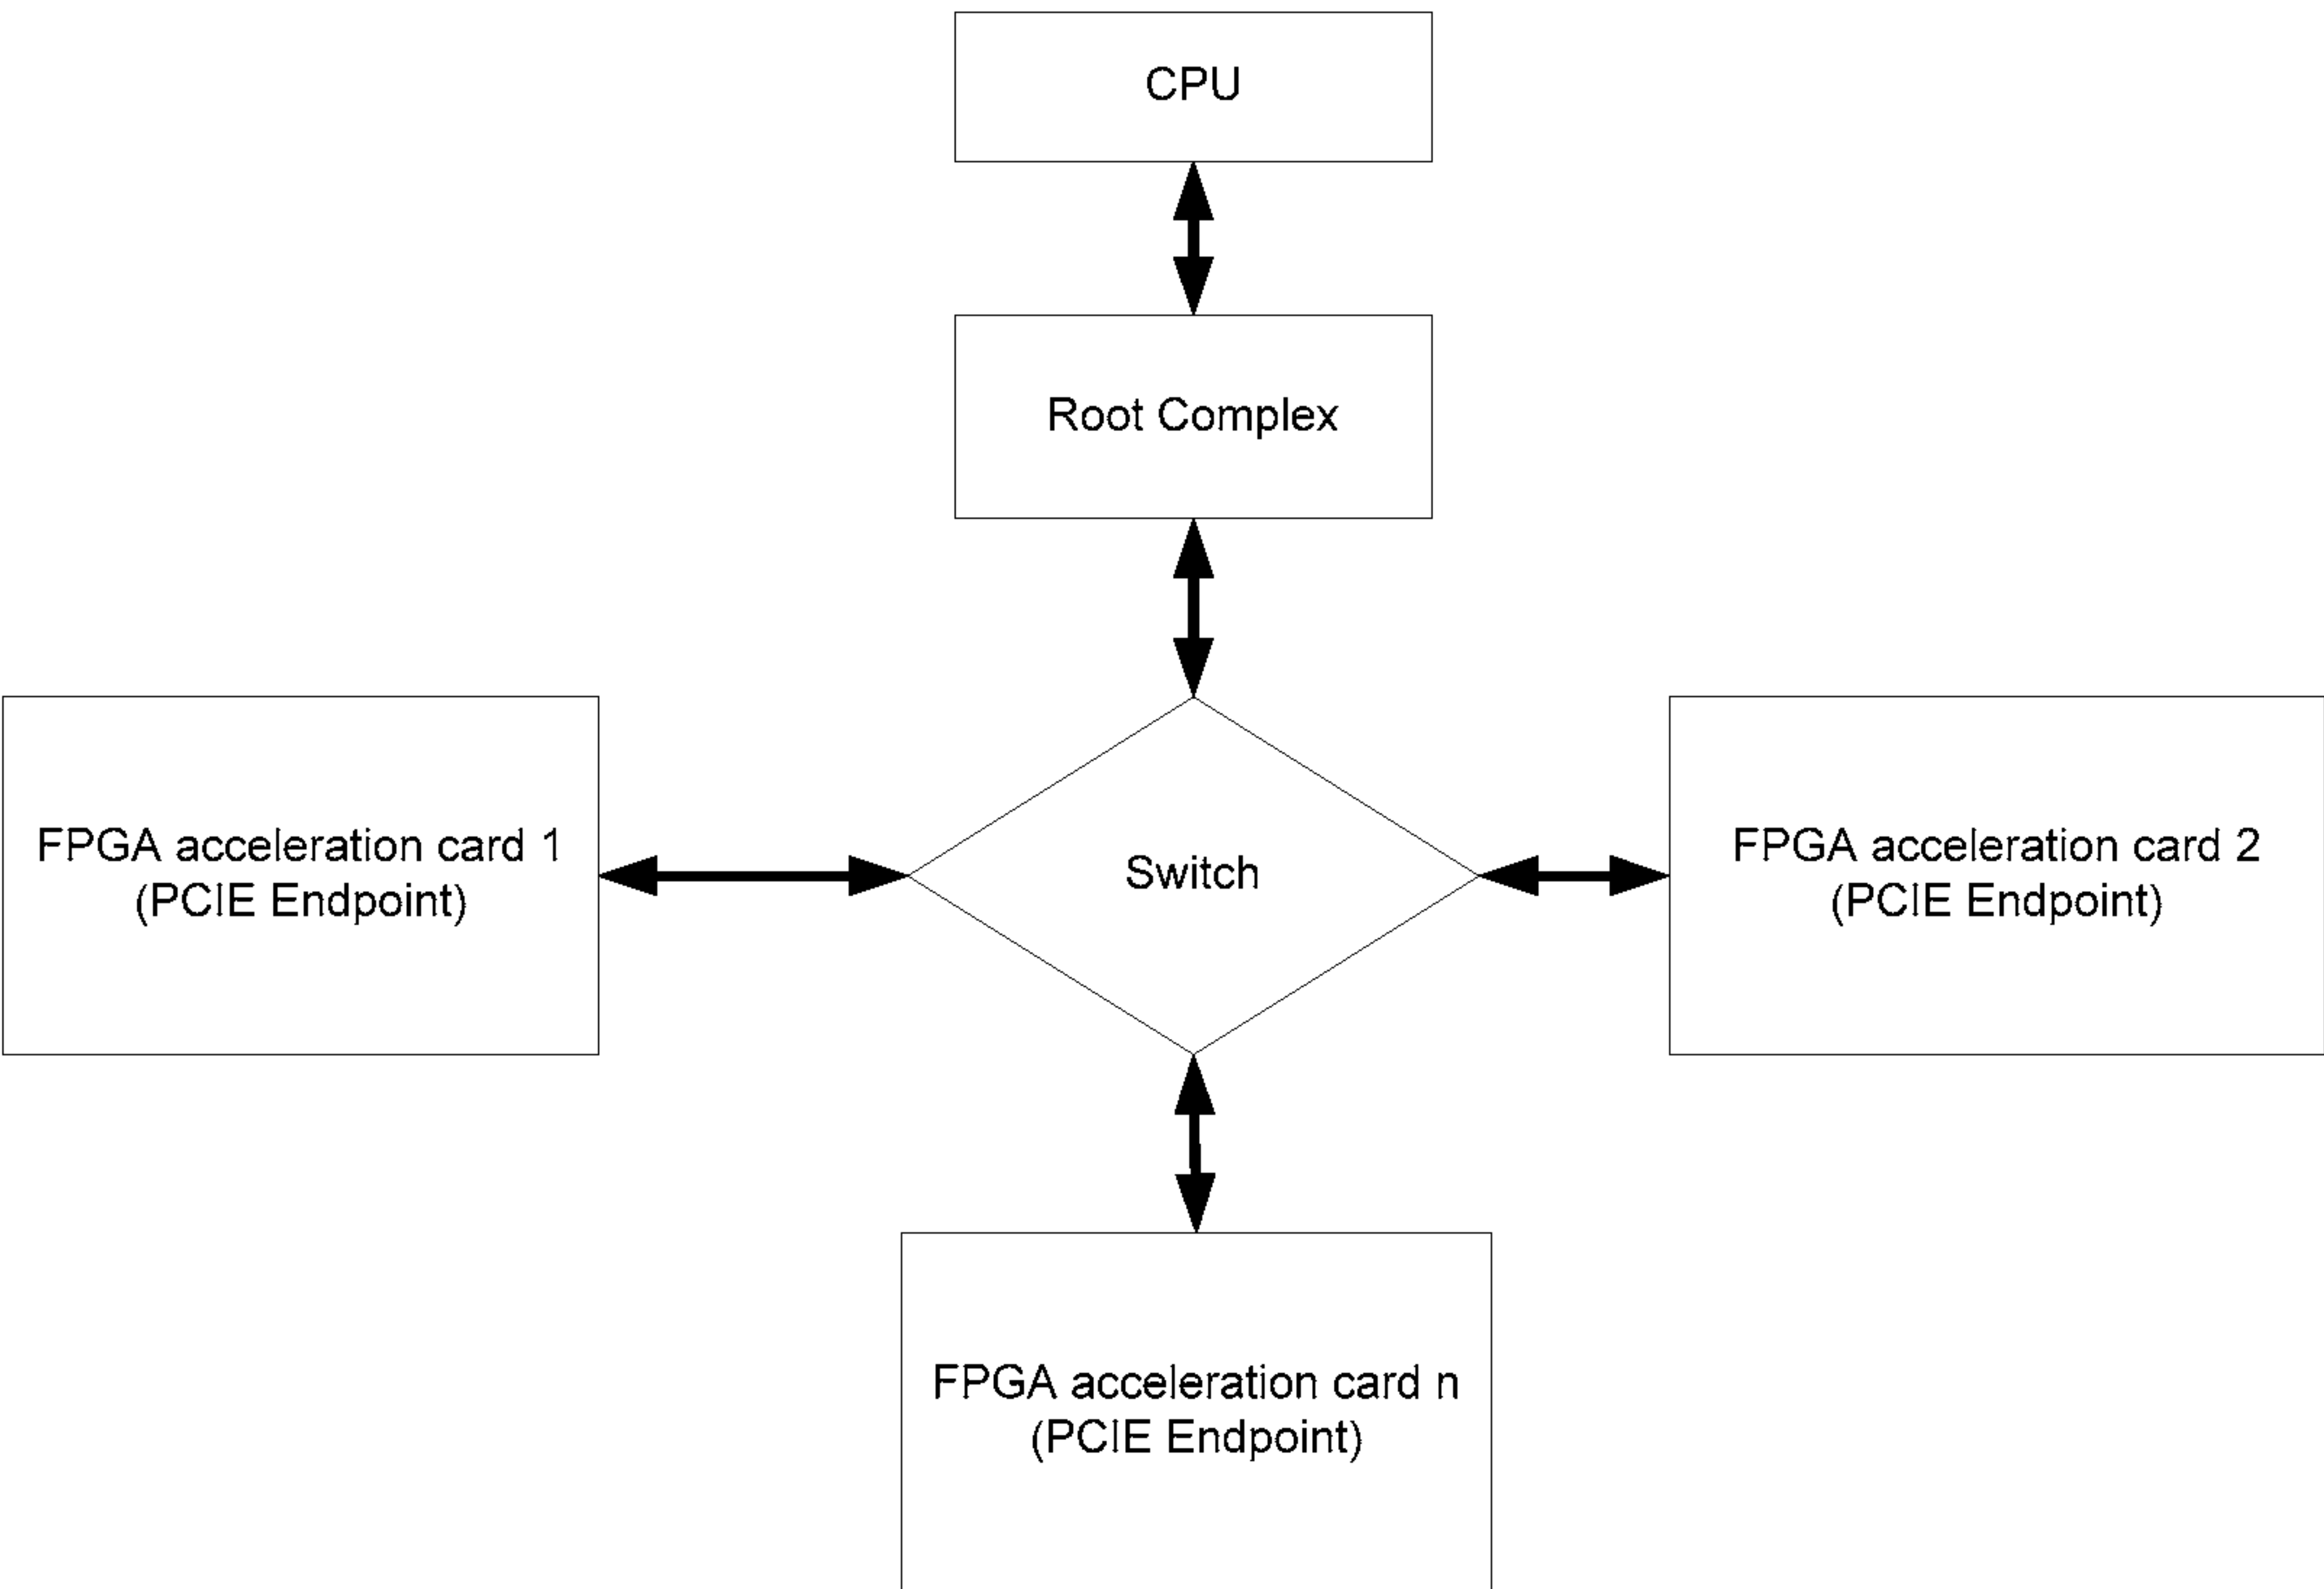 CPU
Root Complex
FPGA acceleration card 1
(PCIE Endpoint)
Switch
FPGA acceleration card 2
(PCIE Endpoint)
FPGA acceleration card n
(PCIE Endpoint)